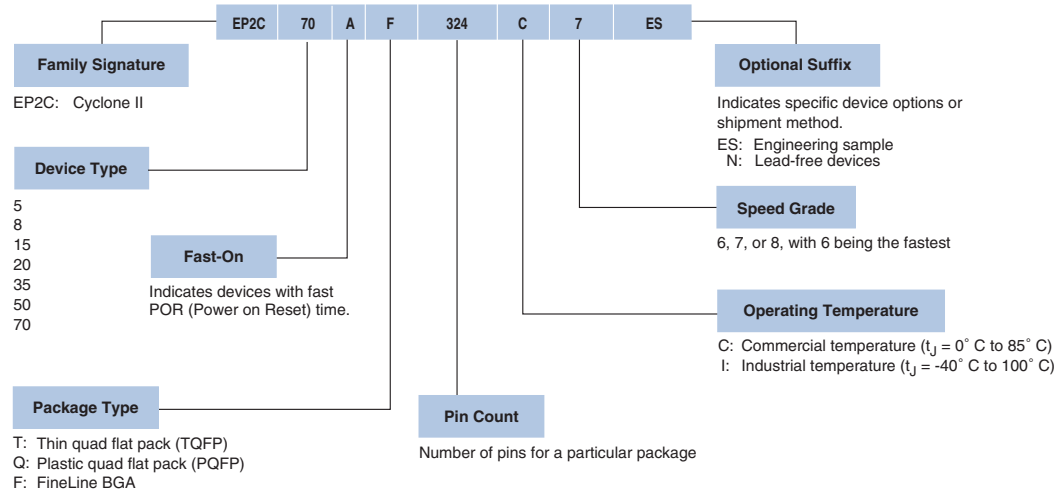 EP2C 70 A F 324 C 7 ES
Family Signature
EP2C: Cyclone II
Device Type
5
8
15
20
35
50
70
Fast-On
Indicates devices with fast
POR (Power on Reset) time.
Package Type
T: Thin quad flat pack (TQFP)
Q: Plastic quad flat pack (PQFP)
F: FineLine BGA
Pin Count
Number of pins for a particular package
Optional Suffix
Indicates specific device options or
shipment method.
ES: Engineering sample
N: Lead-free devices
Speed Grade
6, 7, or 8, with 6 being the fastest
Operating Temperature
C: Commercial temperature (tJ = 0° C to 85° C)
I: Industrial temperature (tJ = -40° C to 100° C)